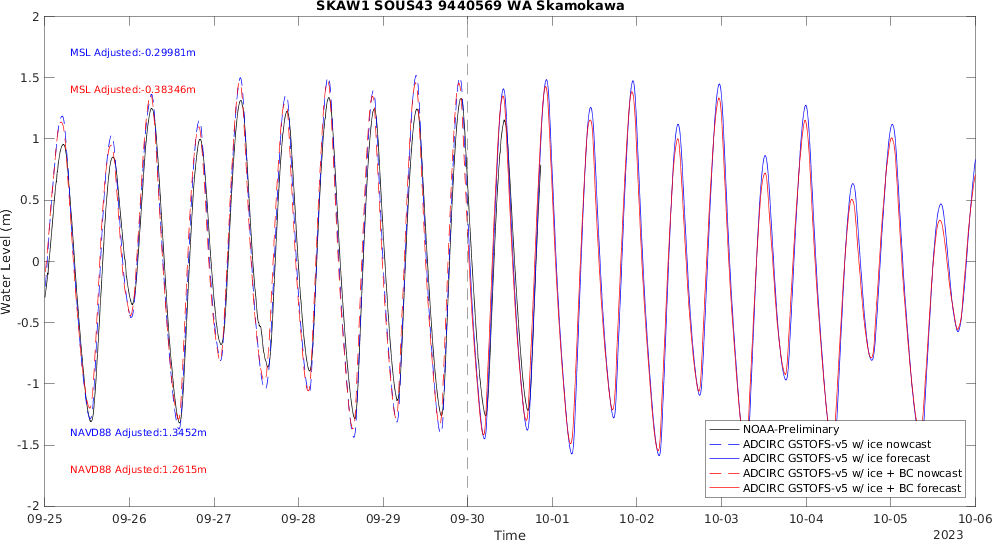 SKAW1 SOUS43 9440569 WA Skamokawa
Water Level (m)
2
1.5
1
0.5
0
-0.5
-1
-1.5
-2
MSL Adjusted:-0.29981m
MSL Adjusted:-0.38346m
NAVD88 Adjusted:1.3452m
NAVD88 Adjusted:1.2615m
NOAA-Preliminary
ADCIRC GSTOFS-v5 w/ ice nowcast
ADCIRC GSTOFS-v5 w/ ice forecast
ADCIRC GSTOFS-v5 w/ ice + BC nowcast
ADCIRC GSTOFS-v5 w/ ice + BC forecast
09-25 09-26 09-27 09-28 09-29 09-30 10-01 10-02 10-03 10-04 10-05 10-06
Time
2023